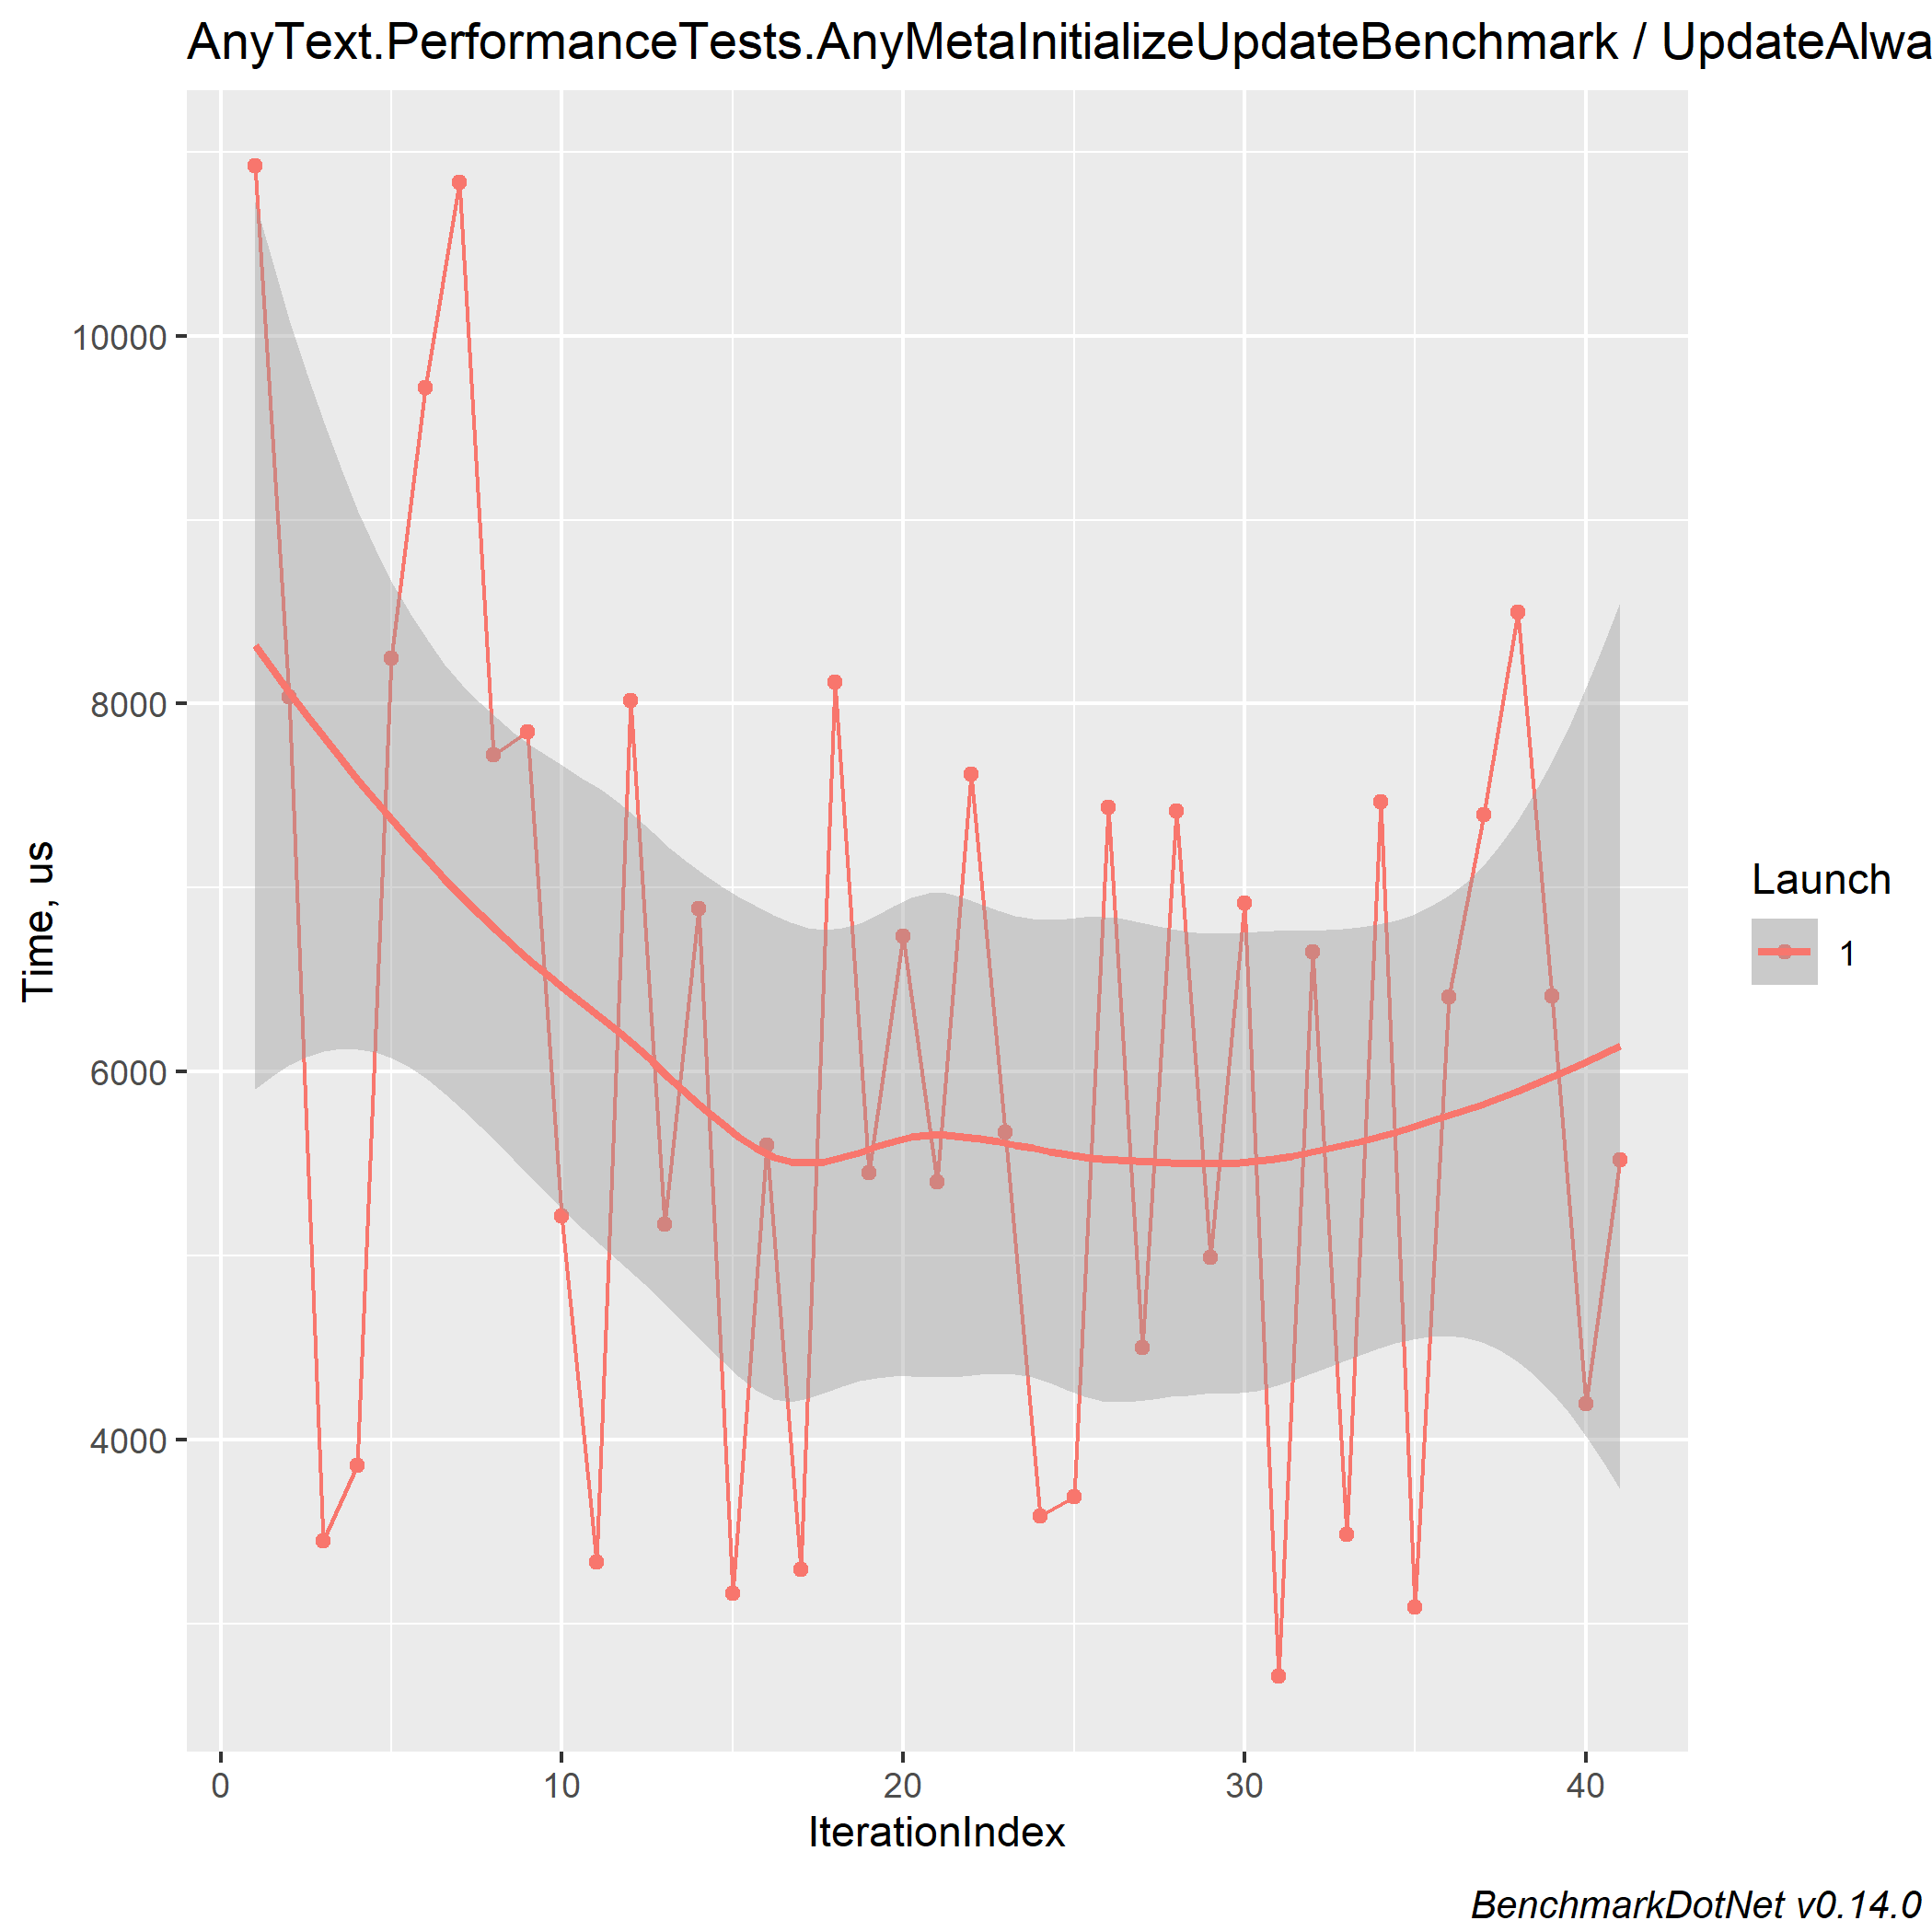 AnyText.PerformanceTests.AnyMetaInitializeUpdateBenchmark / UpdateAlwa
Time, us
10000
8000
6000
4000
0 10 20 30 40
IterationIndex
Launch
1
BenchmarkDotNet v0.14.0